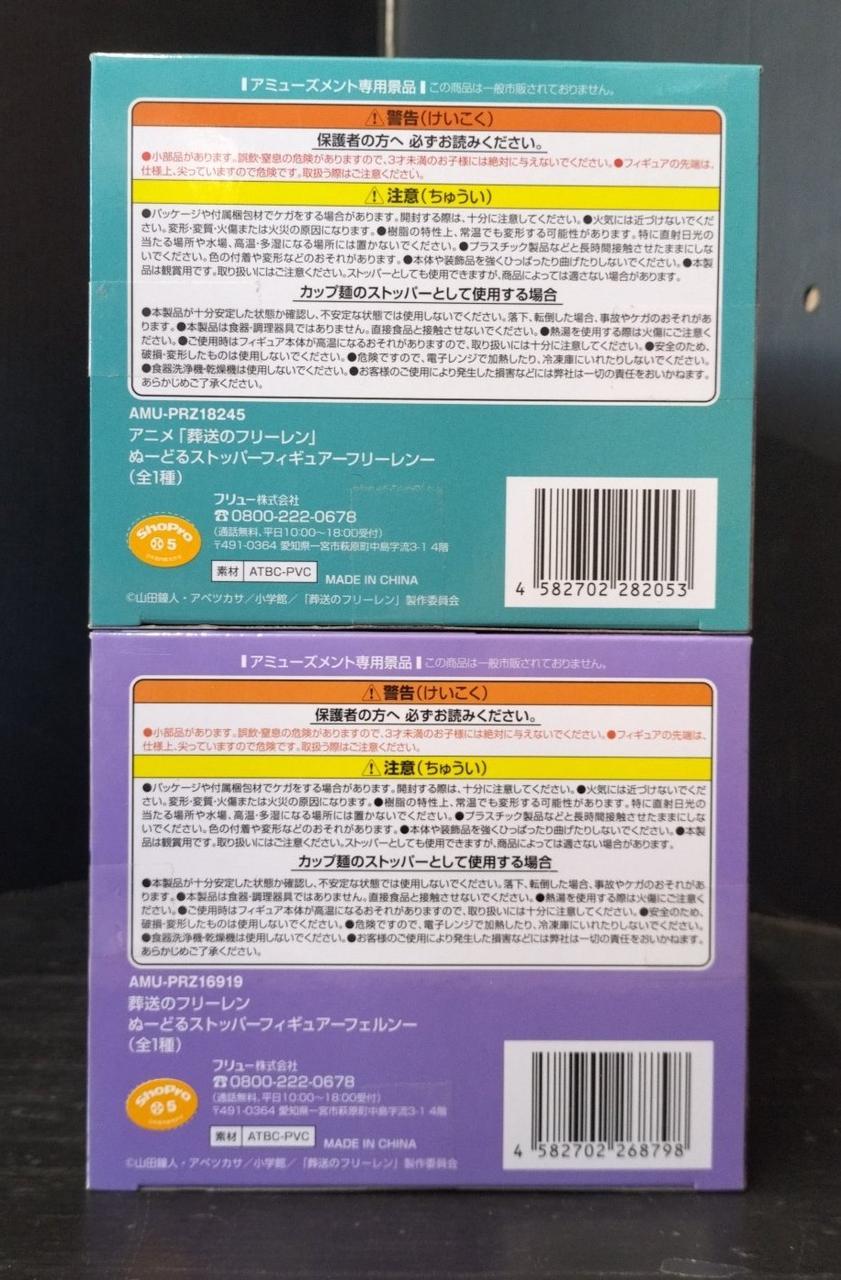 アミューズメント専用景品 この商品は一般市販されておりません。
警告(けいこく)
保護者の方へ 必ずお読みください。
●小部品があります。誤飲・窒息の危険がありますので、3才未満のお子様には絶対に与えないでください。●フィギュアの先端は、
仕様上、尖っていますので危険です。取扱う際はご注意ください。
注意(ちゅうい)
●パッケージや付属梱包材でケガをする場合があります。開封する際は、十分に注意してください。●火気には近づけないでくだ
さい。変形・変質・火傷または火災の原因になります。●樹脂の特性上、常温でも変形する可能性があります。特に直射日光の
当たる場所や水場、高温・多湿になる場所には置かないでください。●プラスチック製品などと長時間接触させたままにしな
いでください。色の付着や変形などのおそれがあります。●本体や装飾品を強くひっぱったり曲げたりしないでください。●本製
品は観賞用です。取り扱いにはご注意ください。ストッパーとしても使用できますが、商品によっては適さない場合があります。
カップ麺のストッパーとして使用する場合
●本製品が十分安定した状態か確認し、不安定な状態では使用しないでください。落下、転倒した場合、事故やケガのおそれがあ
ります。●本製品は食器・調理器具ではありません。直接食品と接触させないでください。●熱湯を使用する際は火傷にご注意く
ださい。●ご使用時はフィギュア本体が高温になるおそれがありますので、取り扱いには十分に注意してください。●安全のため、
破損・変形したものは使用しないでください。●危険ですので、電子レンジで加熱したり、冷凍庫にいれたりしないでください。
●食器洗浄機・乾燥機は使用しないでください。●お客様のご使用により発生した損害などには弊社は一切の責任をおいかねます。
あらかじめご了承ください。
AMU-PRZ18245
アニメ「葬送のフリーレン」
ぬーどるストッパーフィギュアーフリーレンー
(全1種)
フリュー株式会社
☎0800-222-0678
(通話無料、平日10:00〜18:00受付)
〒491-0364 愛知県一宮市萩原町中島字流3-1 4階
ShoPro
5
素材 ATBC-PVC MADE IN CHINA
©山田鐘人・アベツカサ/小学館/「葬送のフリーレン」製作委員会
4 582702 282053
アミューズメント専用景品 この商品は一般市販されておりません。
警告(けいこく)
保護者の方へ 必ずお読みください。
●小部品があります。誤飲・窒息の危険がありますので、3才未満のお子様には絶対に与えないでください。●フィギュアの先端は、
仕様上、尖っていますので危険です。取扱う際はご注意ください。
注意(ちゅうい)
●パッケージや付属梱包材でケガをする場合があります。開封する際は、十分に注意してください。●火気には近づけないでくだ
さい。変形・変質・火傷または火災の原因になります。●樹脂の特性上、常温でも変形する可能性があります。特に直射日光の
当たる場所や水場、高温・多湿になる場所には置かないでください。●プラスチック製品などと長時間接触させたままにしな
いでください。色の付着や変形などのおそれがあります。●本体や装飾品を強くひっぱったり曲げたりしないでください。●本製
品は観賞用です。取り扱いにはご注意ください。ストッパーとしても使用できますが、商品によっては適さない場合があります。
カップ麺のストッパーとして使用する場合
●本製品が十分安定した状態か確認し、不安定な状態では使用しないでください。落下、転倒した場合、事故やケガのおそれがあ
ります。●本製品は食器・調理器具ではありません。直接食品と接触させないでください。●熱湯を使用する際は火傷にご注意く
ださい。●ご使用時はフィギュア本体が高温になるおそれがありますので、取り扱いには十分に注意してください。●安全のため、
破損・変形したものは使用しないでください。●危険ですので、電子レンジで加熱したり、冷凍庫にいれたりしないでください。
●食器洗浄機・乾燥機は使用しないでください。●お客様のご使用により発生した損害などには弊社は一切の責任をおいかねます。
あらかじめご了承ください。
AMU-PRZ16919
葬送のフリーレン
ぬーどるストッパーフィギュアーフェルンー
(全1種)
フリュー株式会社
☎0800-222-0678
(通話無料、平日10:00〜18:00受付)
〒491-0364 愛知県一宮市萩原町中島字流3-1 4階
ShoPro
5
素材 ATBC-PVC MADE IN CHINA
©山田鐘人・アベツカサ/小学館/「葬送のフリーレン」製作委員会
4 582702 268798